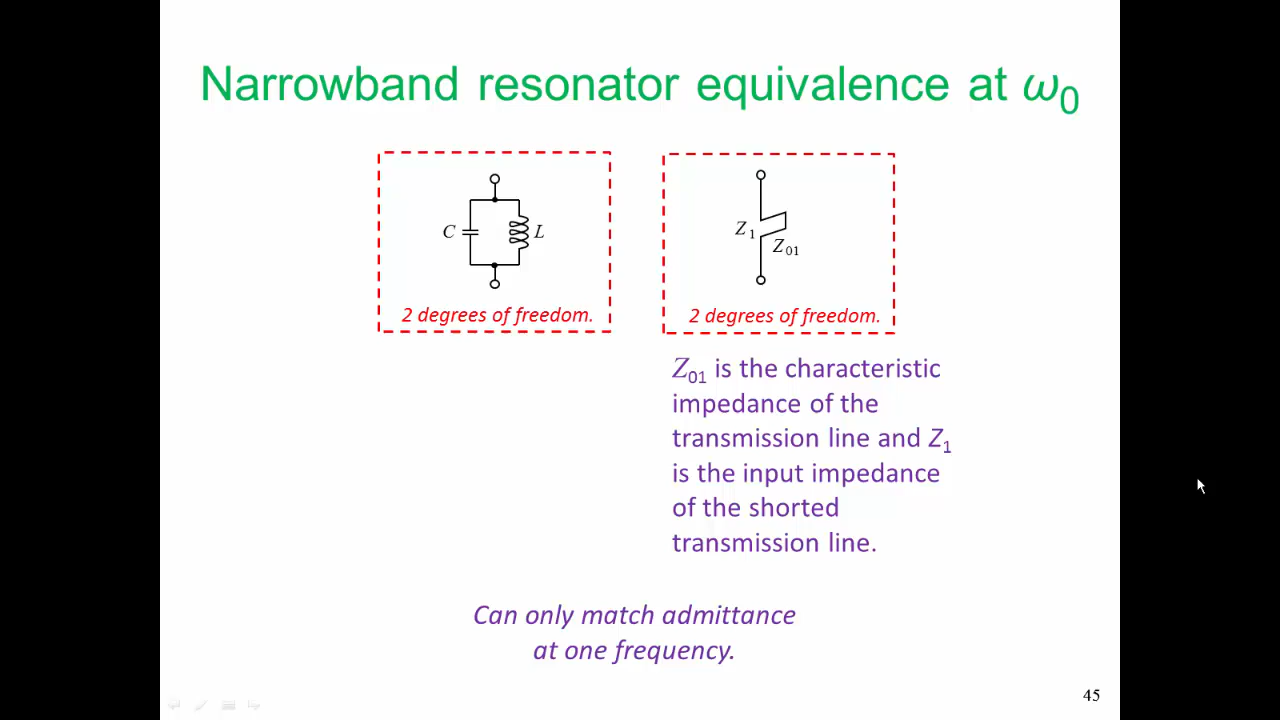 Narrowband resonator equivalence at ω0
C
L
2 degrees of freedom.
Z1
Z01
2 degrees of freedom.
Z01 is the characteristic
impedance of the
transmission line and Z1
is the input impedance
of the shorted
transmission line.
Can only match admittance
at one frequency.
45